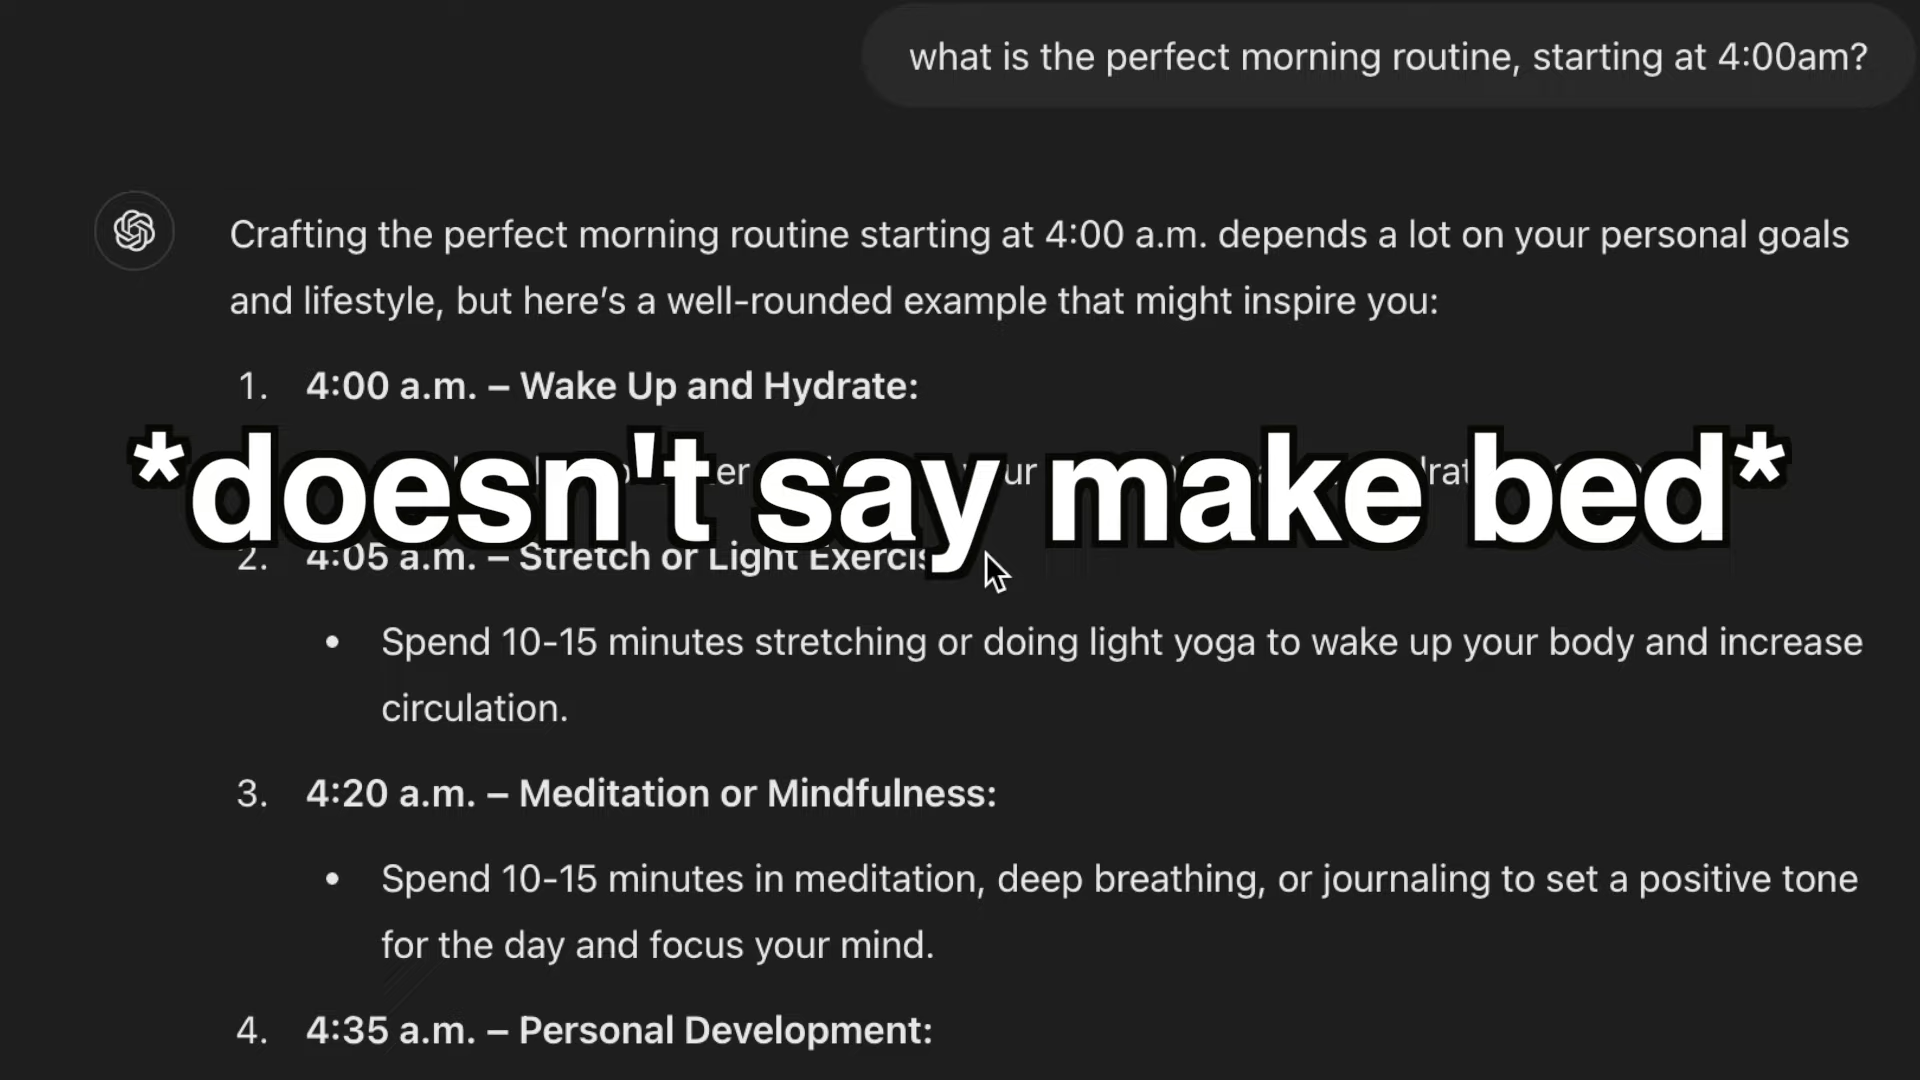 what is the perfect morning routine, starting at 4:00am?
Crafting the perfect morning routine starting at 4:00 a.m. depends a lot on your personal goals
and lifestyle, but here's a well-rounded example that might inspire you:
1. 4:00 a.m. – Wake Up and Hydrate:
*doesn't say make bed*
2. 4:05 a.m. – Stretch or Light
• Spend 10-15 minutes stretching or doing light yoga to wake up your body and increase
circulation.
3. 4:20 a.m. – Meditation or Mindfulness:
• Spend 10-15 minutes in meditation, deep breathing, or journaling to set a positive tone
for the day and focus your mind.
4. 4:35 a.m. – Personal Development: